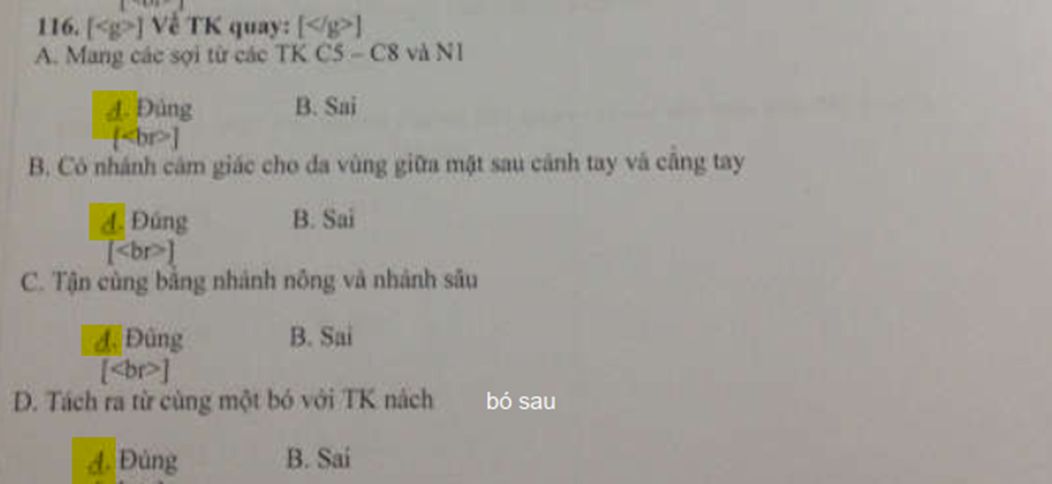 116. [<g>] Về TK quay: [</g>]
A. Mang các sợi từ các TK C5 – C8 và N1
A. Đúng B. Sai
[<br>]
B. Có nhánh cảm giác cho da vùng giữa mặt sau cánh tay và cẳng tay
A. Đúng B. Sai
[<br>]
C. Tận cùng bằng nhánh nông và nhánh sâu
A. Đúng B. Sai
[<br>]
D. Tách ra từ cùng một bó với TK nách bó sau
A. Đúng B. Sai